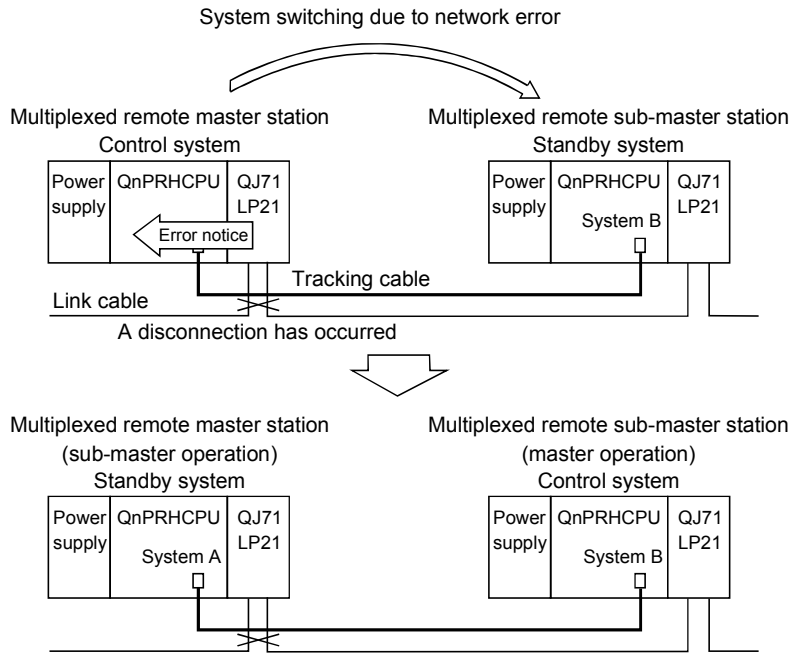 System switching due to network error
Multiplexed remote master station
Control system
Multiplexed remote sub-master station
Standby system
Power
supply
QnPRHCPU
QJ71
LP21
Error notice
Power
supply
QnPRHCPU
System B
QJ71
LP21
Tracking cable
Link cable
A disconnection has occurred
Multiplexed remote master station
(sub-master operation)
Standby system
Multiplexed remote sub-master station
(master operation)
Control system
Power
supply
QnPRHCPU
System A
QJ71
LP21
Power
supply
QnPRHCPU
System B
QJ71
LP21